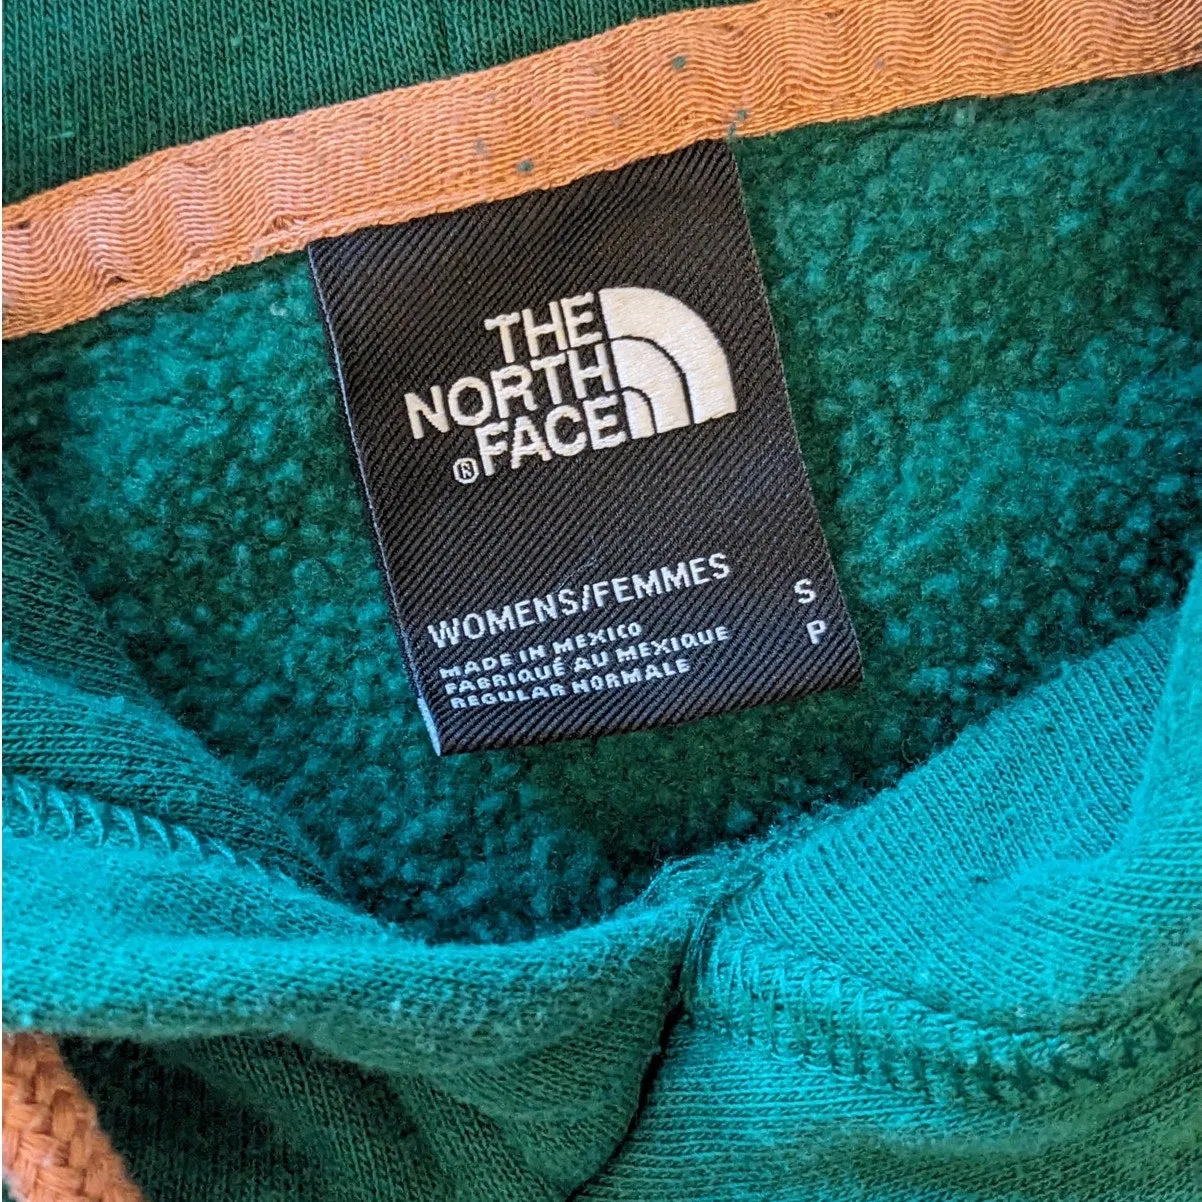 THE
NORTH
®FACE
WOMENS/FEMMES S
MADE IN MEXICO P
FABRIQUÉ AU MEXIQUE
REGULAR NORMALE